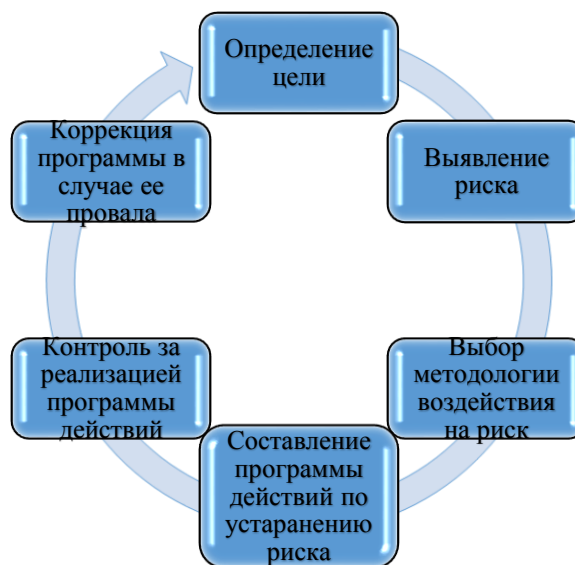 Определение
цели
Выявление
риска
Выбор
методологии
воздействия
на риск
Составление
программы
действий по
устаранению
риска
Контроль за
реализацией
программы
действий
Коррекция
программы в
случае ее
провала